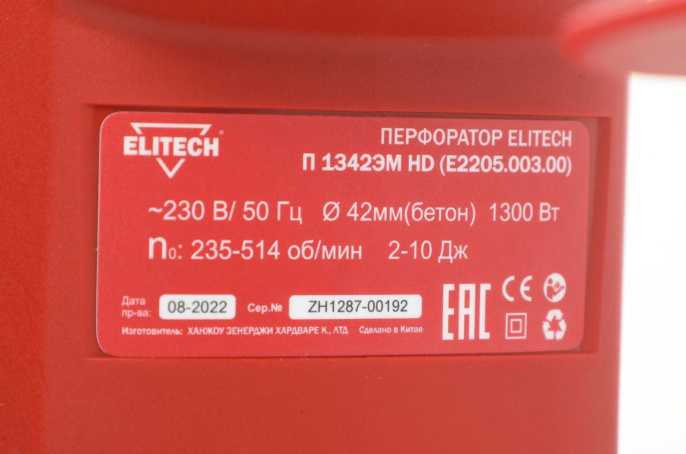 ELITECH®
ПЕРФОРАТОР ELITECH
П 1342ЭМ HD (E2205.003.00)
~230 В/ 50 Гц Ø 42мм(бетон) 1300 Вт
n₀: 235-514 об/мин 2-10 Дж
Дата пр-ва: 08-2022 Сер.№ ZH1287-00192
EAC CE
Изготовитель: ХАНЖОУ ЗЕНЕРДЖИ ХАРДВАРЕ К., ЛТД Сделано в Китае